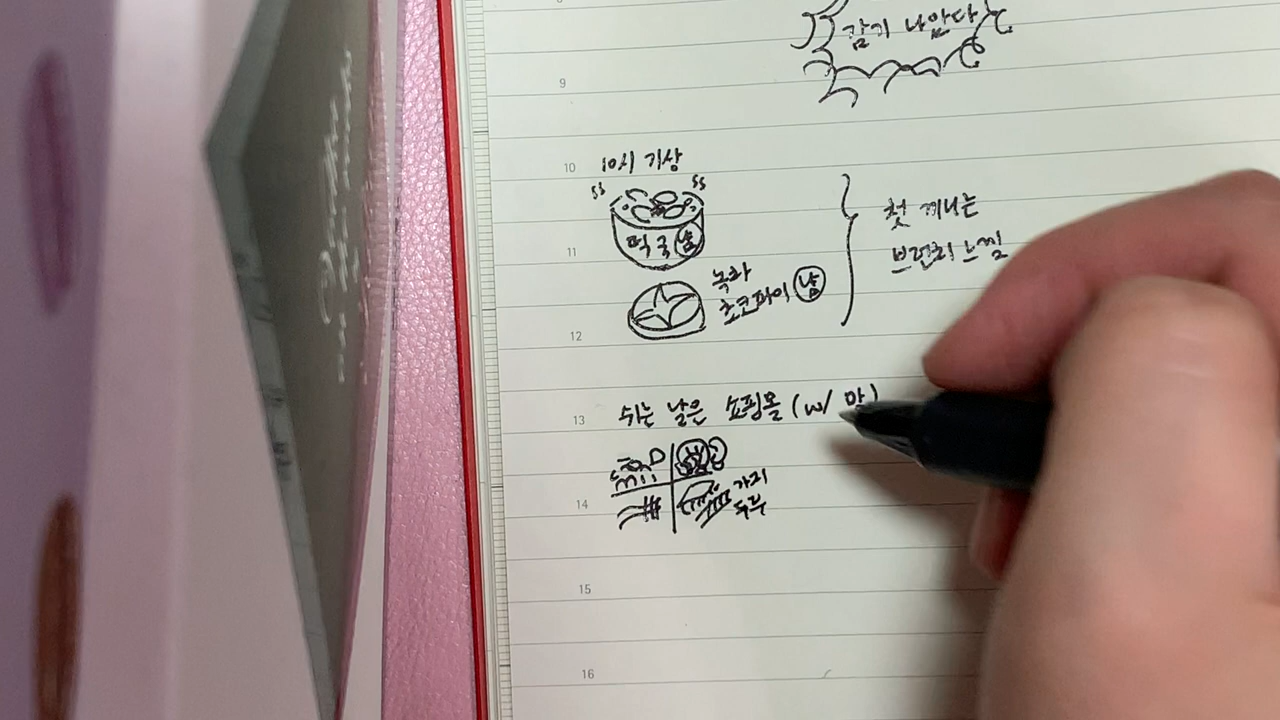 감기 나았다
9
10 10시 기상
떡국 냠
11
녹차
초코파이 냠
첫 끼니는
브런치 느낌
12
13 쉬는 날은 쇼핑몰 (w/ 맘)
14
가지
두부
15
16